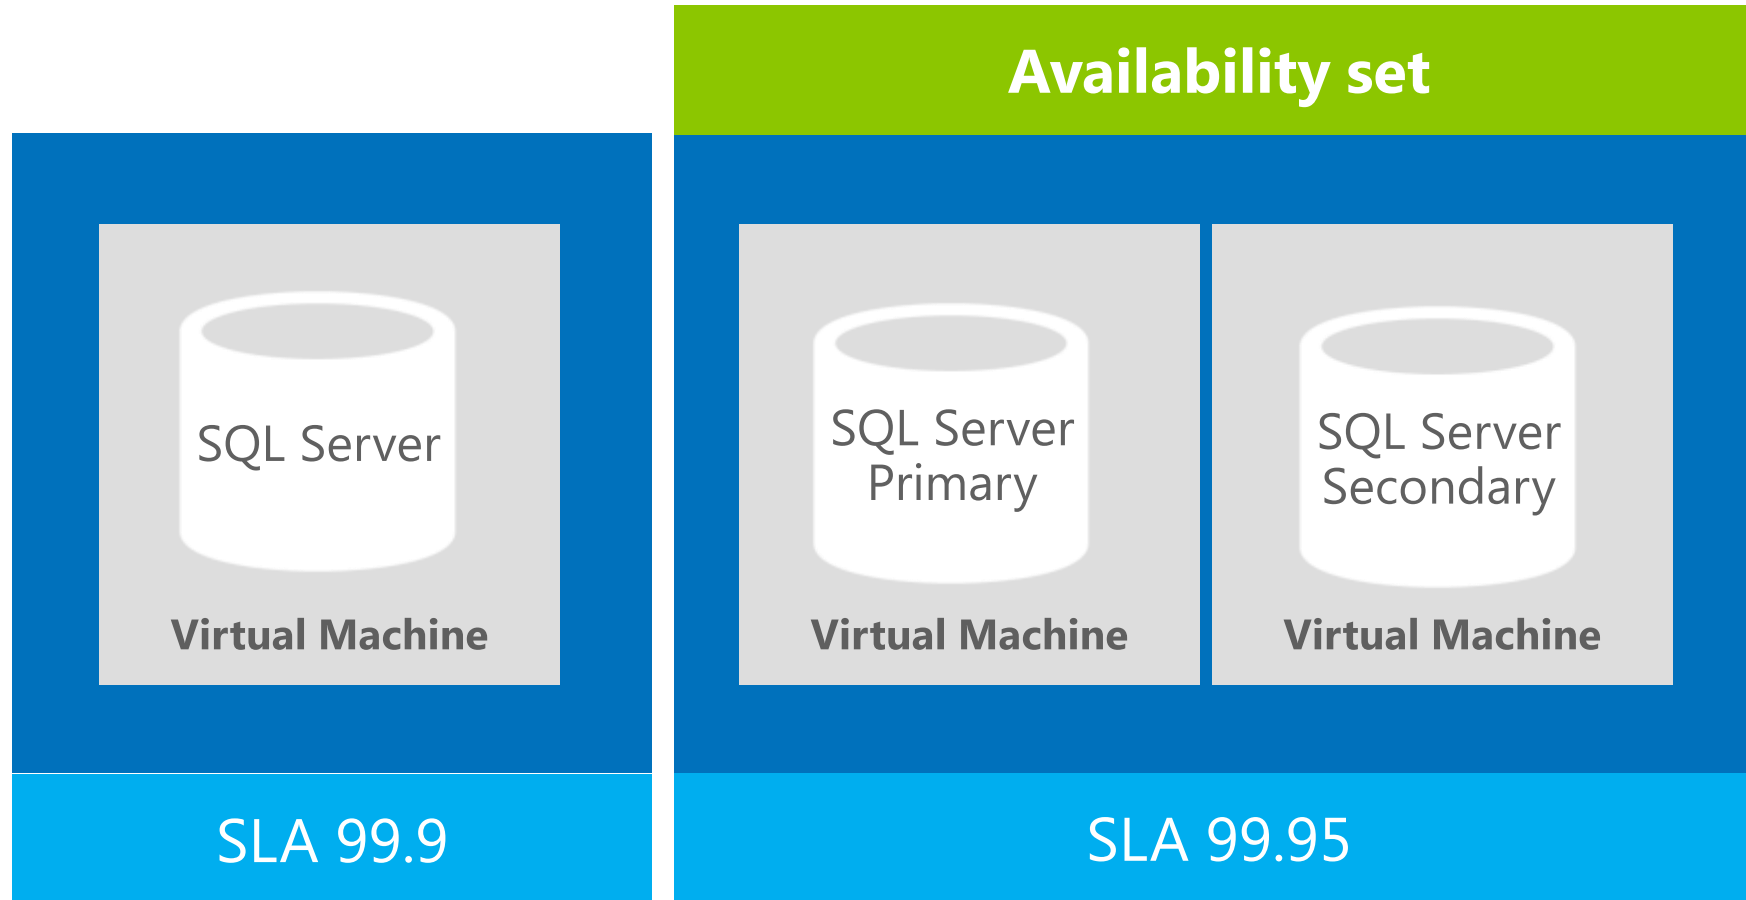 SQL Server
Virtual Machine
SLA 99.9
Availability set
SQL Server
Primary
Virtual Machine
SQL Server
Secondary
Virtual Machine
SLA 99.95